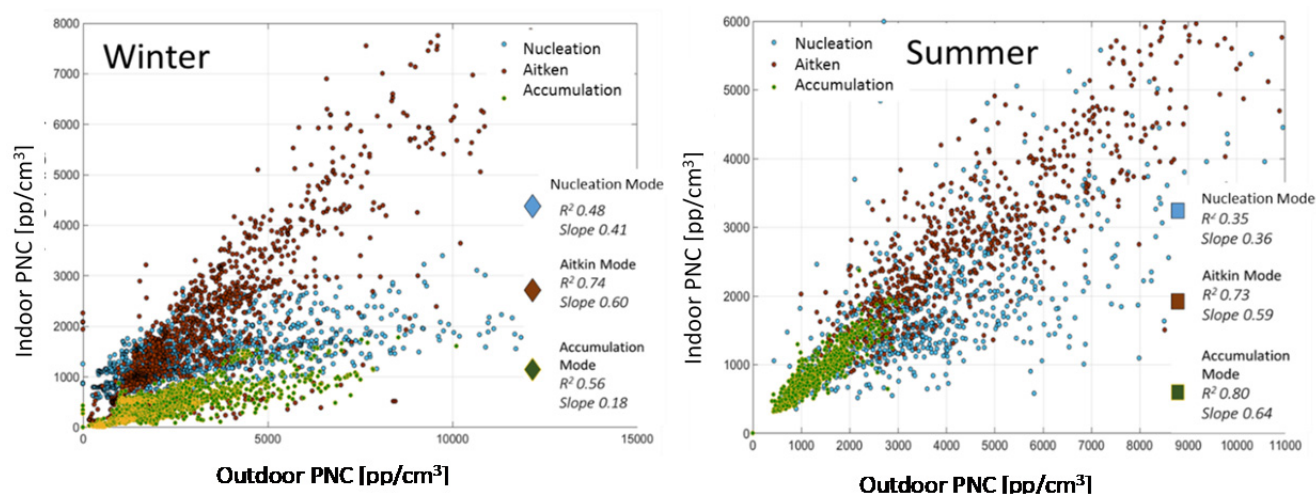 Winter
Nucleation
Aitken
Accumulation
8000
7000
6000
5000
4000
3000
2000
1000
0
Indoor PNC [pp/cm³]
Nucleation Mode
R² 0.48
Slope 0.41
Aitkin Mode
R² 0.74
Slope 0.60
Accumulation
Mode
R² 0.56
Slope 0.18
0 5000 10000 15000
Outdoor PNC [pp/cm³]
Summer
Nucleation
Aitken
Accumulation
6000
5000
4000
3000
2000
1000
0
Indoor PNC [pp/cm³]
Nucleation Mode
R² 0.35
Slope 0.36
Aitkin Mode
R² 0.73
Slope 0.59
Accumulation
Mode
R² 0.80
Slope 0.64
0 1000 2000 3000 4000 5000 6000 7000 8000 9000 10000 11000
Outdoor PNC [pp/cm³]